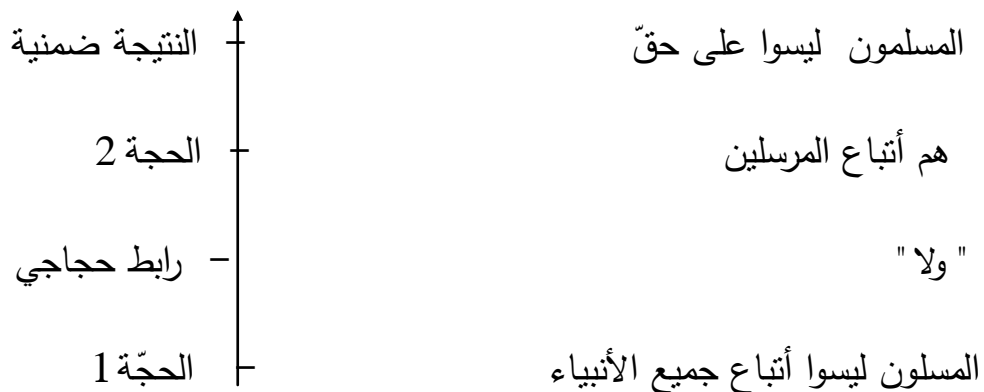 المسلمون ليسوا على حقّ النتيجة ضمنية
هم أتباع المرسلين الحجة 2
" ولا " رابط حجاجي
المسلون ليسوا أتباع جميع الأنبياء الحجّة 1